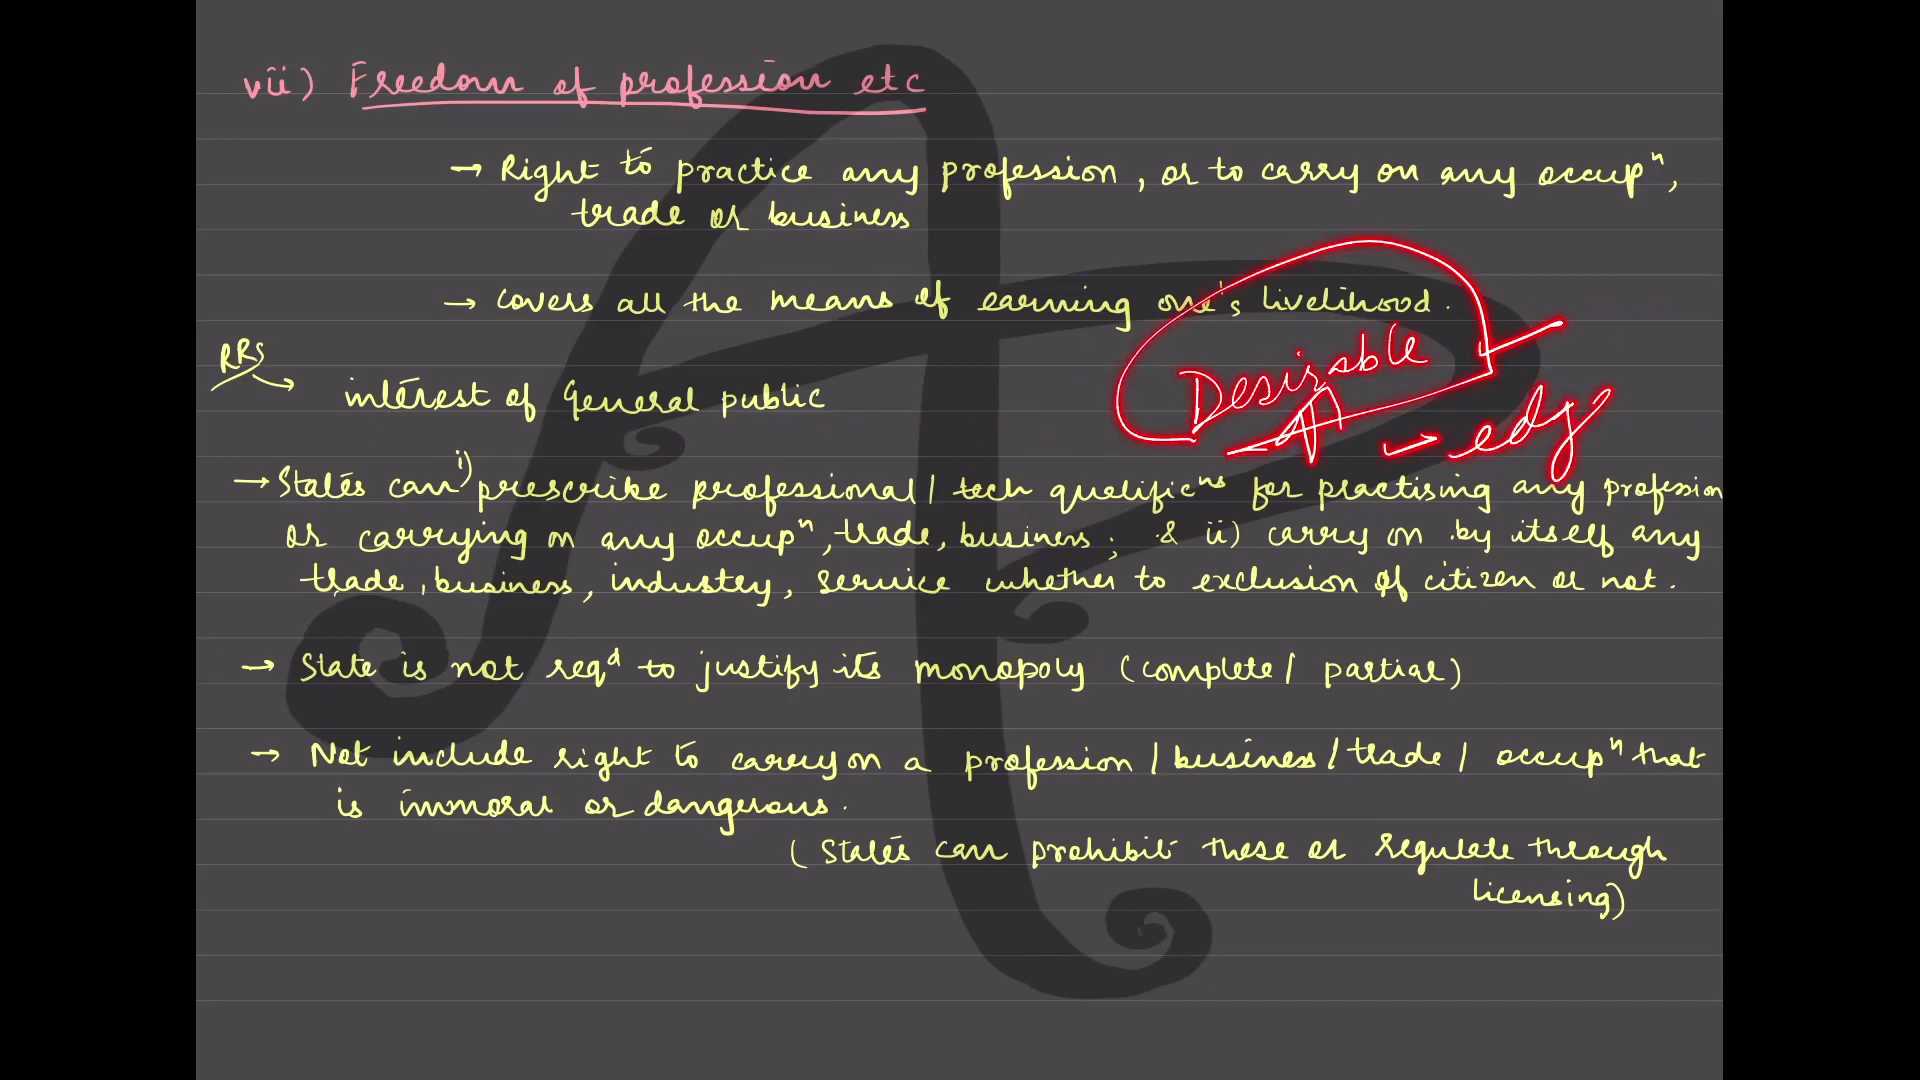 vii) Freedom of profession etc
→ Right to practice any profession, or to carry on any occupⁿ,
trade or business
→ covers all the means of earning one's livelihood.
RRs
→ interest of General public
Desirable
→ edge
→ States can i) prescribe professional / tech qualificⁿˢ for practising any profession
or carrying on any occupⁿ, trade, business; & ii) carry on by itself any
trade, business, industry, service whether to exclusion of citizen or not.
→ State is not reqᵈ to justify its monopoly (complete / partial)
→ Not include right to carry on a profession / business / trade / occupⁿ that
is immoral or dangerous.
(States can prohibit these or regulate through
licensing)